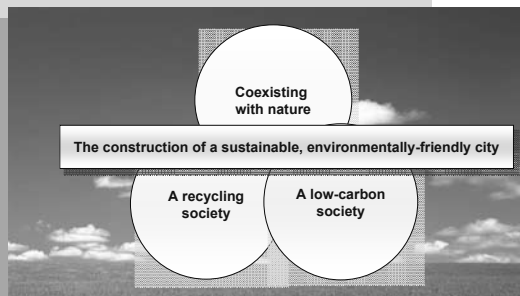 Coexisting
with nature
The construction of a sustainable, environmentally-friendly city
A recycling
society
A low-carbon
society